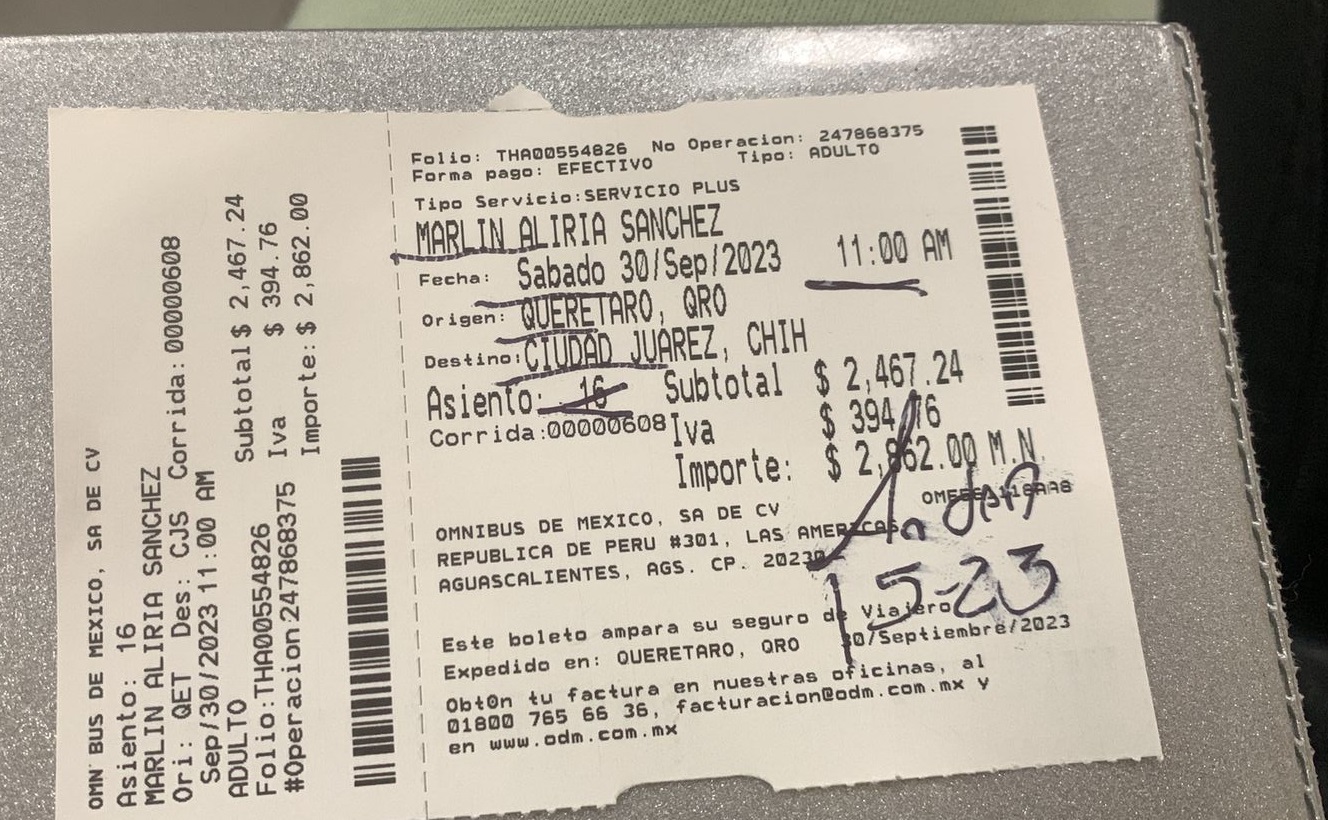 OMN BUS DE MEXICO, SA DE CV
Asiento: 16
MARLIN ALIRIA SANCHEZ
Ori: QET Des: CJS Corrida: 00000608
Sep/30/2023 11:00 AM
ADULTO Subtotal $ 2,467.24
Folio:THA00554826 Iva $ 394.76
#Operacion 247868375 Importe: $ 2,862.00
Folio: THA00554826 No Operacion: 247868375
Forma pago: EFECTIVO Tipo: ADULTO
Tipo Servicio:SERVICIO PLUS
MARLIN ALIRIA SANCHEZ
Fecha: Sabado 30/Sep/2023 11:00 AM
Origen: QUERETARO, QRO
Destino: CIUDAD JUAREZ, CHIH
Asiento: 16 Subtotal $ 2,467.24
Corrida:00000608 Iva $ 394.76
Importe: $ 2,862.00 M.N.
OMNIBUS DE MEXICO, SA DE CV
REPUBLICA DE PERU #301, LAS AMERICAS,
AGUASCALIENTES, AGS. CP. 20230
15-23
Este boleto ampara su seguro de Viajero
Expedido en: QUERETARO, QRO 30/Septiembre/2023
Obt0n tu factura en nuestras oficinas, al
01800 765 66 36, facturacion@odm.com.mx y
en www.odm.com.mx